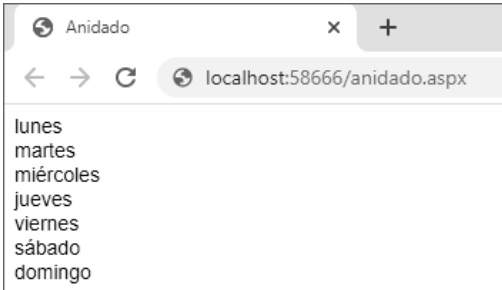 Anidado
localhost:58666/anidado.aspx
lunes
martes
miércoles
jueves
viernes
sábado
domingo